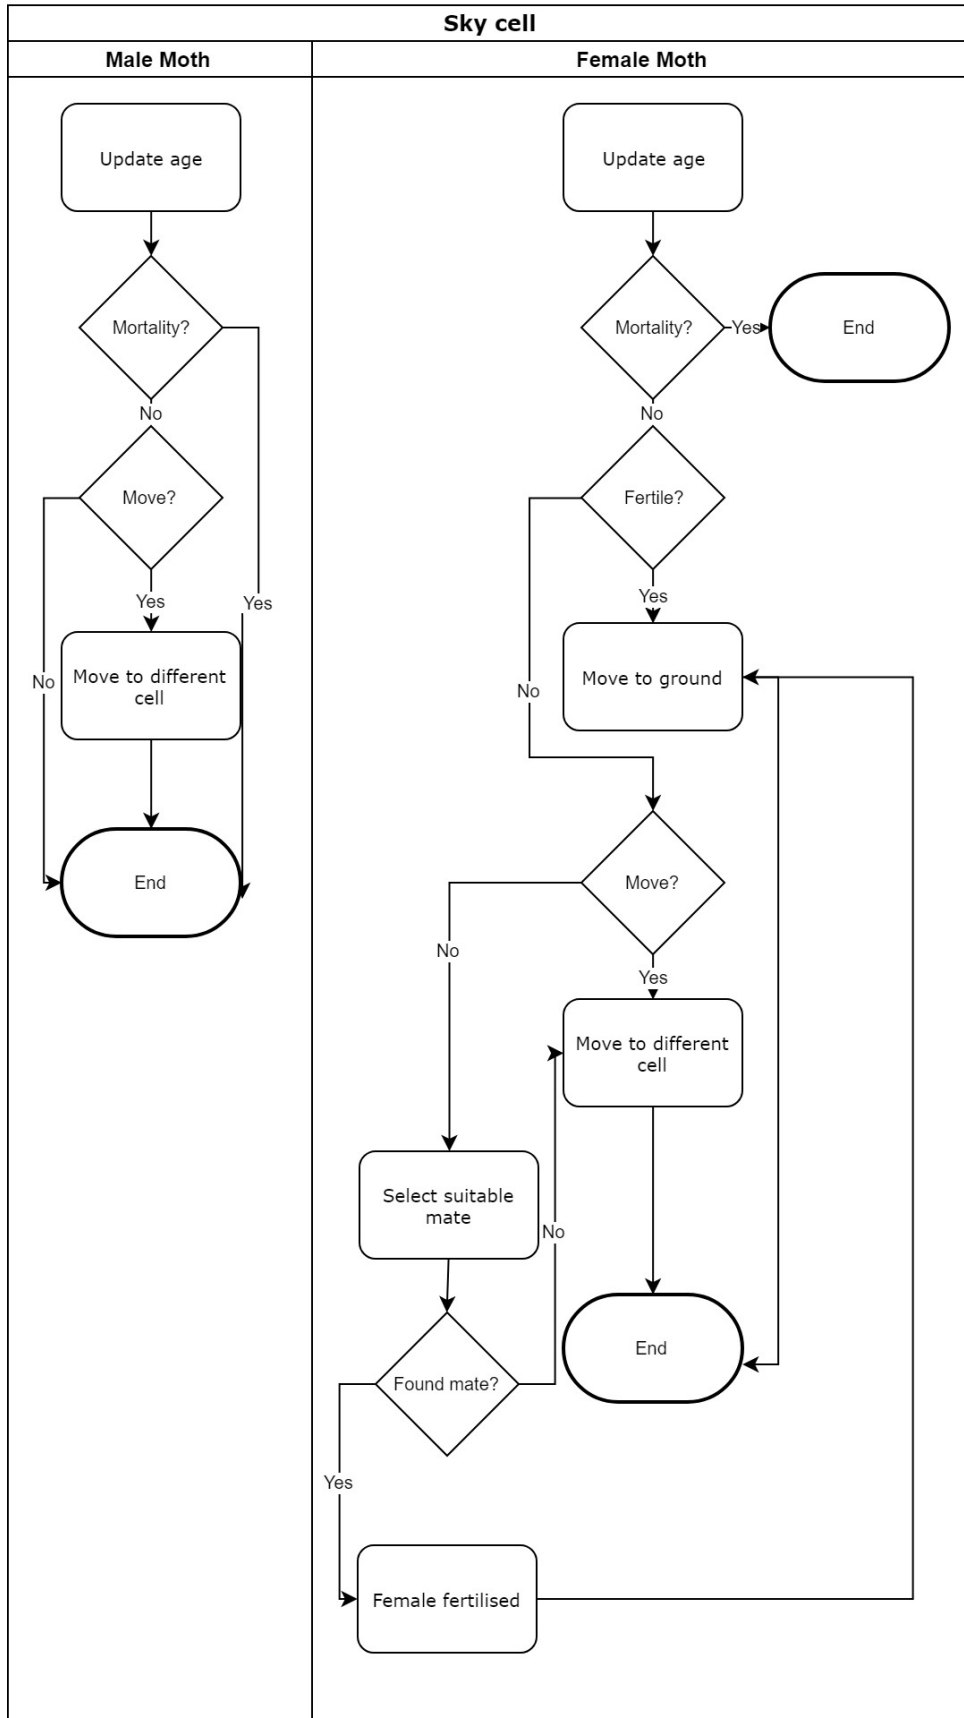 Sky cell
Male Moth
Female Moth
Update age
Mortality?
No
Move?
Yes
Yes
No
Move to different
cell
End
Update age
Mortality?
Yes
End
No
Fertile?
Yes
No
Move to ground
Move?
No
Yes
Move to different
cell
Select suitable
mate
No
End
Found mate?
Yes
Female fertilised